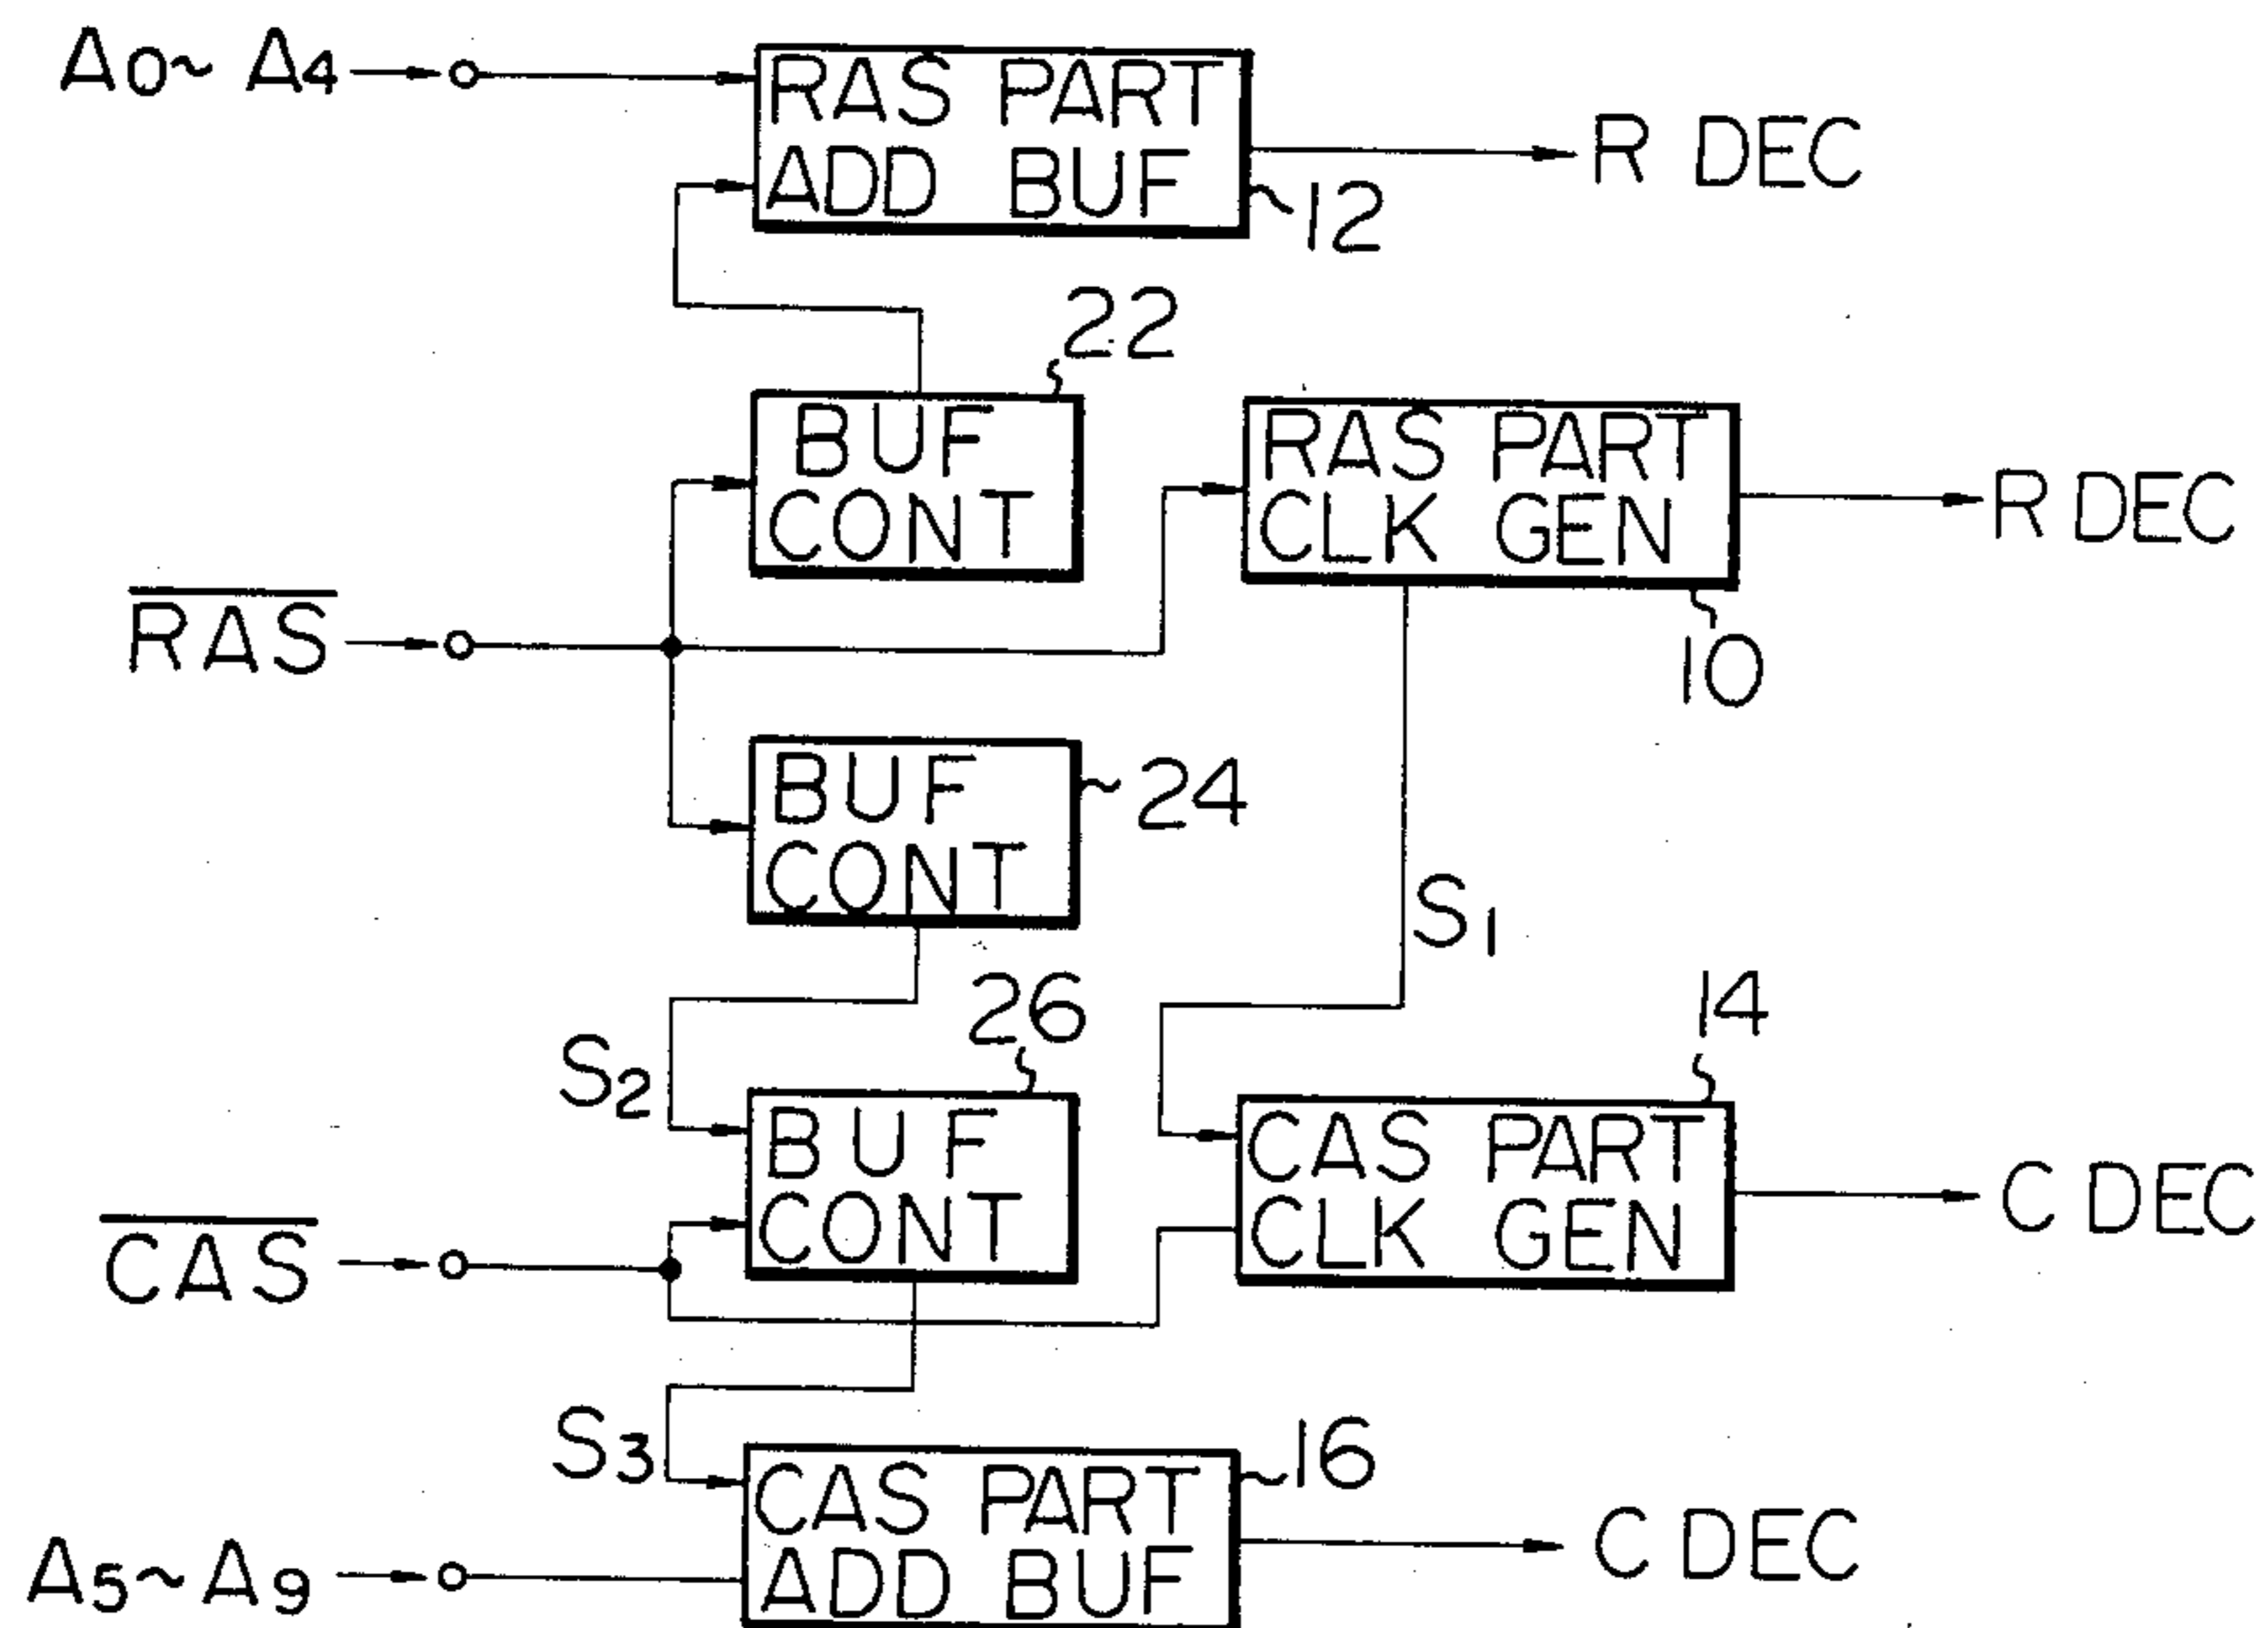 A0~A4
RAS PART
ADD BUF
R DEC
12
22
BUF
CONT
RAS PART
CLK GEN
R DEC
10
RAS
BUF
CONT
24
S1
S2
26
14
BUF
CONT
CAS PART
CLK GEN
C DEC
CAS
S3
16
CAS PART
ADD BUF
C DEC
A5~A9